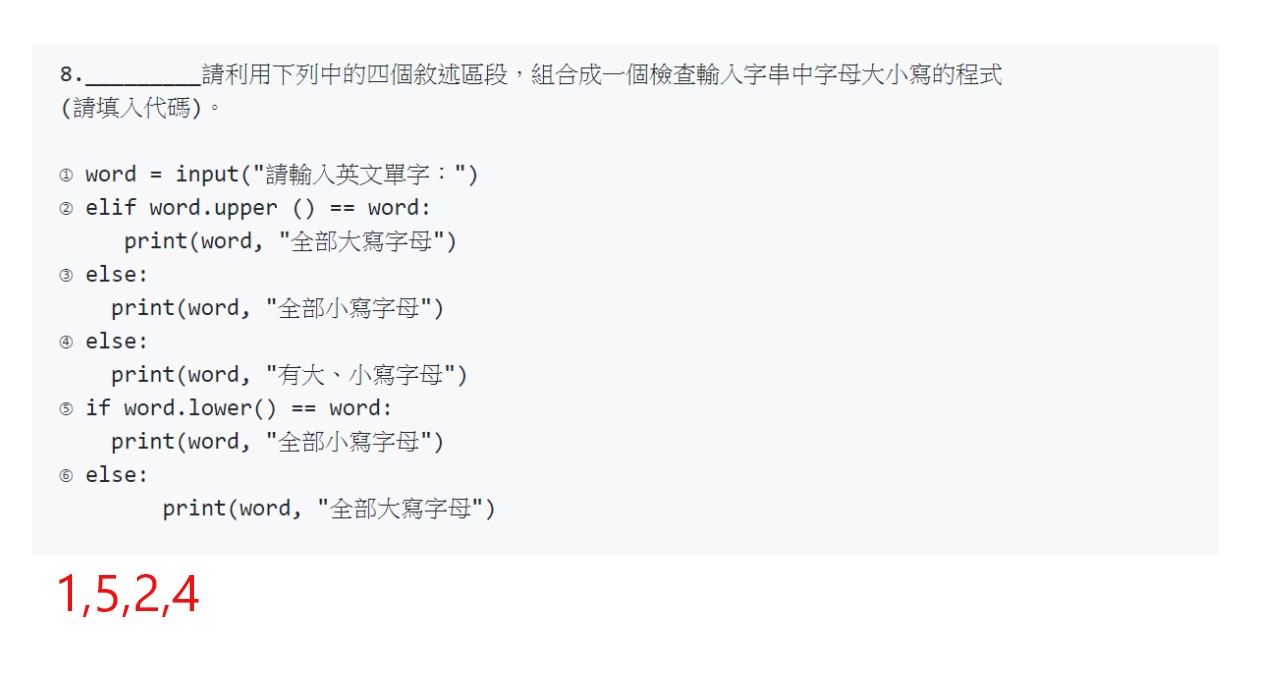 8._________請利用下列中的四個敘述區段，組合成一個檢查輸入字串中字母大小寫的程式
(請填入代碼)。
① word = input("請輸入英文單字：")
② elif word.upper () == word:
print(word, "全部大寫字母")
③ else:
print(word, "全部小寫字母")
④ else:
print(word, "有大、小寫字母")
⑤ if word.lower() == word:
print(word, "全部小寫字母")
⑥ else:
print(word, "全部大寫字母")
1,5,2,4